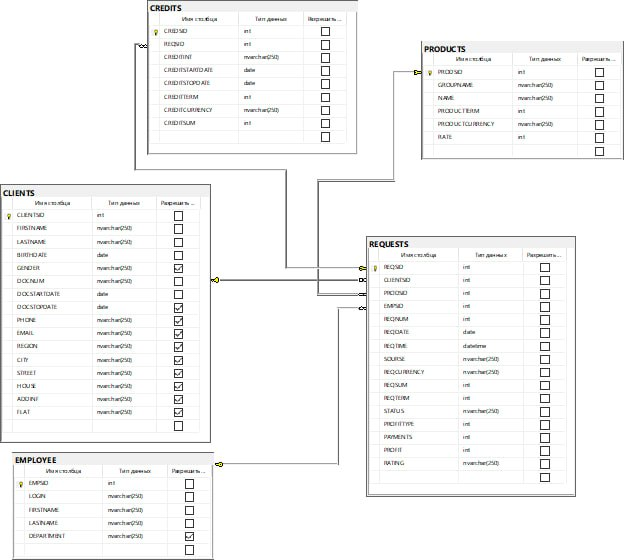 CREDITS
Имя столбца Тип данных Разрешить ...
CREDSID int
REQSID int
CREDITINT nvarchar(250)
CREDITSTARTDATE date
CREDITSTOPDATE date
CREDITTERM int
CREDITCURRENCY nvarchar(250)
CREDITSUM int
PRODUCTS
Имя столбца Тип данных Разрешить ...
PRODSID int
GROUPNAME nvarchar(250)
NAME nvarchar(250)
PRODUCTTERM int
PRODUCTCURRENCY nvarchar(250)
RATE int
CLIENTS
Имя столбца Тип данных Разрешить ...
CLIENTSID int
FIRSTNAME nvarchar(250)
LASTNAME nvarchar(250)
BIRTHDATE date
GENDER nvarchar(250)
DOCNUM nvarchar(250)
DOCSTARTDATE date
DOCSTOPDATE date
PHONE nvarchar(250)
EMAIL nvarchar(250)
REGION nvarchar(250)
CITY nvarchar(250)
STREET nvarchar(250)
HOUSE nvarchar(250)
ADDINF nvarchar(250)
FLAT nvarchar(250)
REQUESTS
Имя столбца Тип данных Разрешить ...
REQSID int
CLIENTSID int
PRODSID int
EMPSID int
REQNUM int
REQDATE date
REQTIME datetime
SOURSE nvarchar(250)
REQCURRENCY nvarchar(250)
REQSUM int
REQTERM int
STATUS nvarchar(250)
PROFITTYPE int
PAYMENTS int
PROFIT int
RATING nvarchar(250)
EMPLOYEE
Имя столбца Тип данных Разрешить ...
EMPSID int
LOGIN nvarchar(250)
FIRSTNAME nvarchar(250)
LASTNAME nvarchar(250)
DEPARTMENT nvarchar(250)